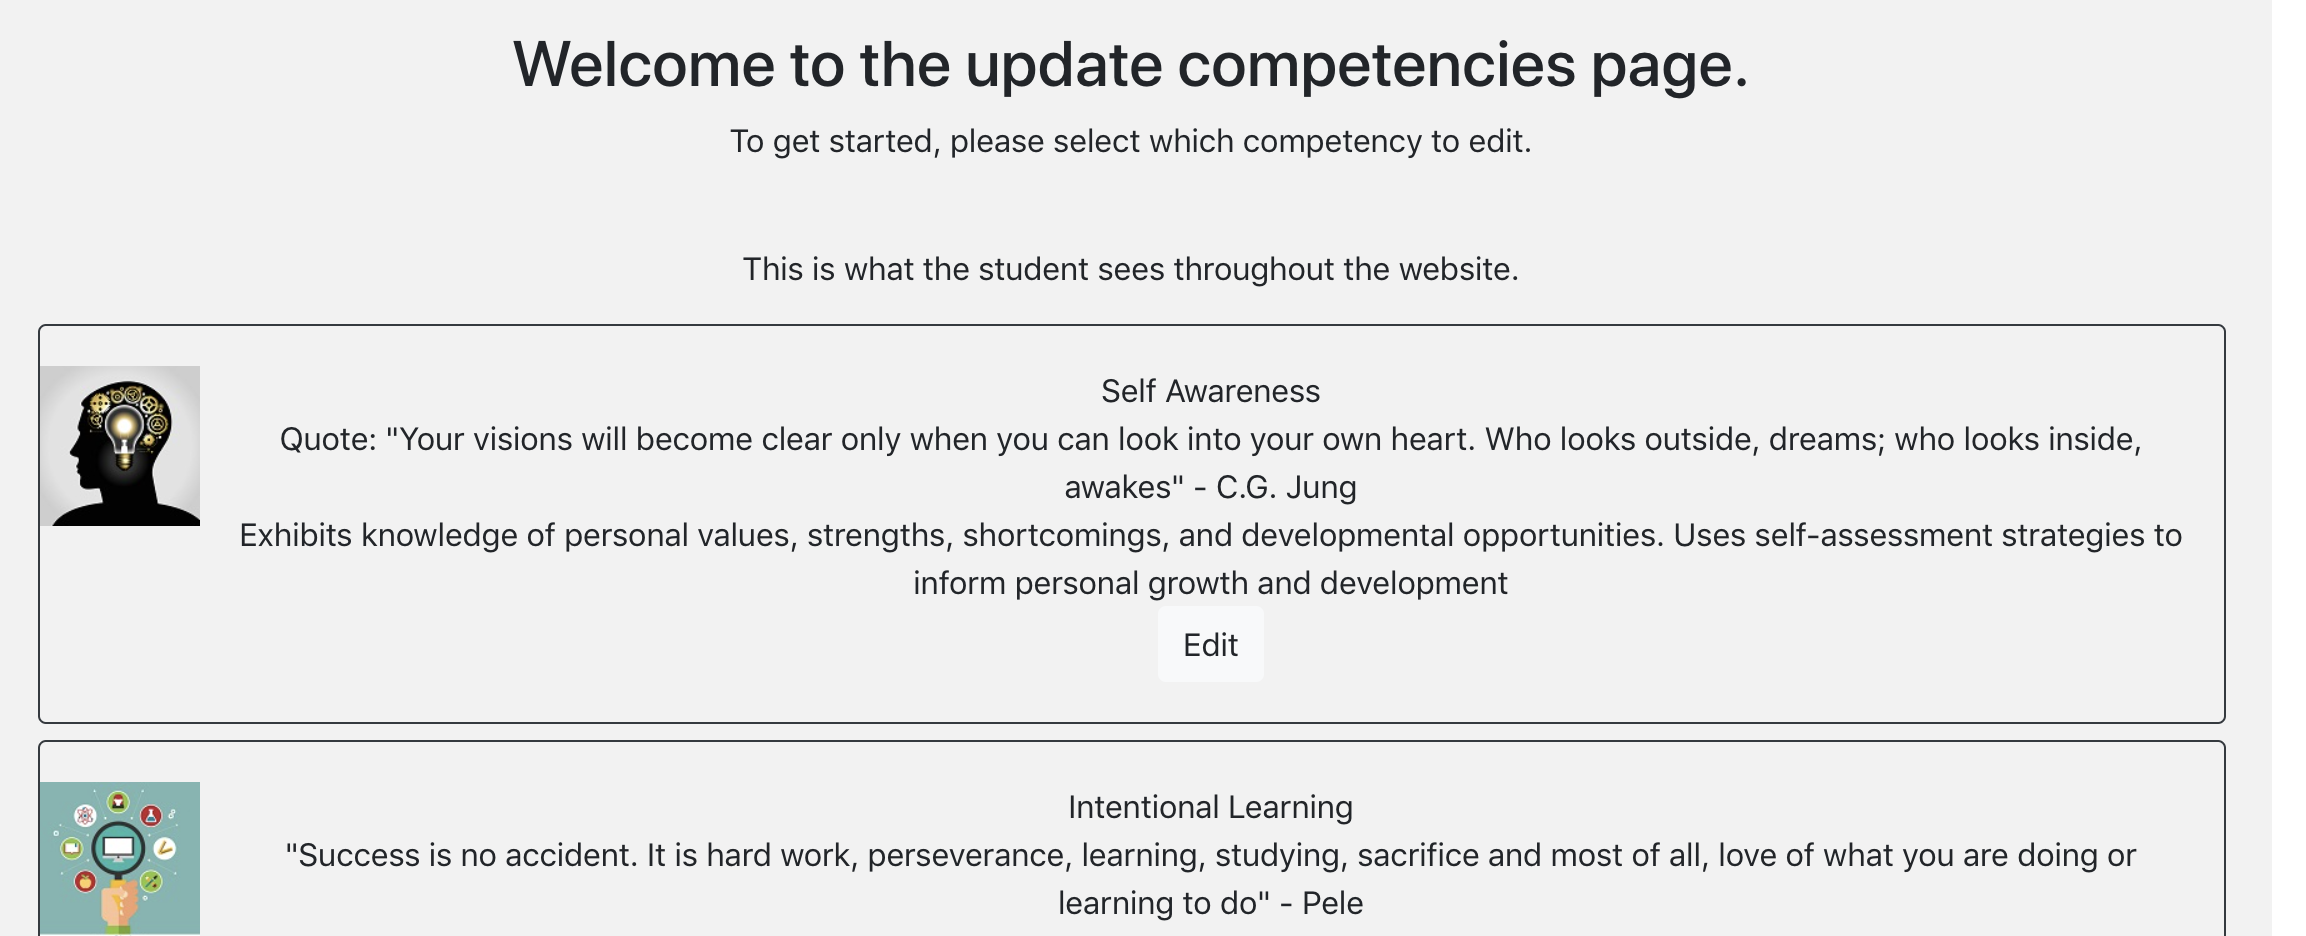 Welcome to the update competencies page.
To get started, please select which competency to edit.
This is what the student sees throughout the website.
Self Awareness
Quote: "Your visions will become clear only when you can look into your own heart. Who looks outside, dreams; who looks inside,
awakes" - C.G. Jung
Exhibits knowledge of personal values, strengths, shortcomings, and developmental opportunities. Uses self-assessment strategies to
inform personal growth and development
Edit
Intentional Learning
"Success is no accident. It is hard work, perseverance, learning, studying, sacrifice and most of all, love of what you are doing or
learning to do" - Pele